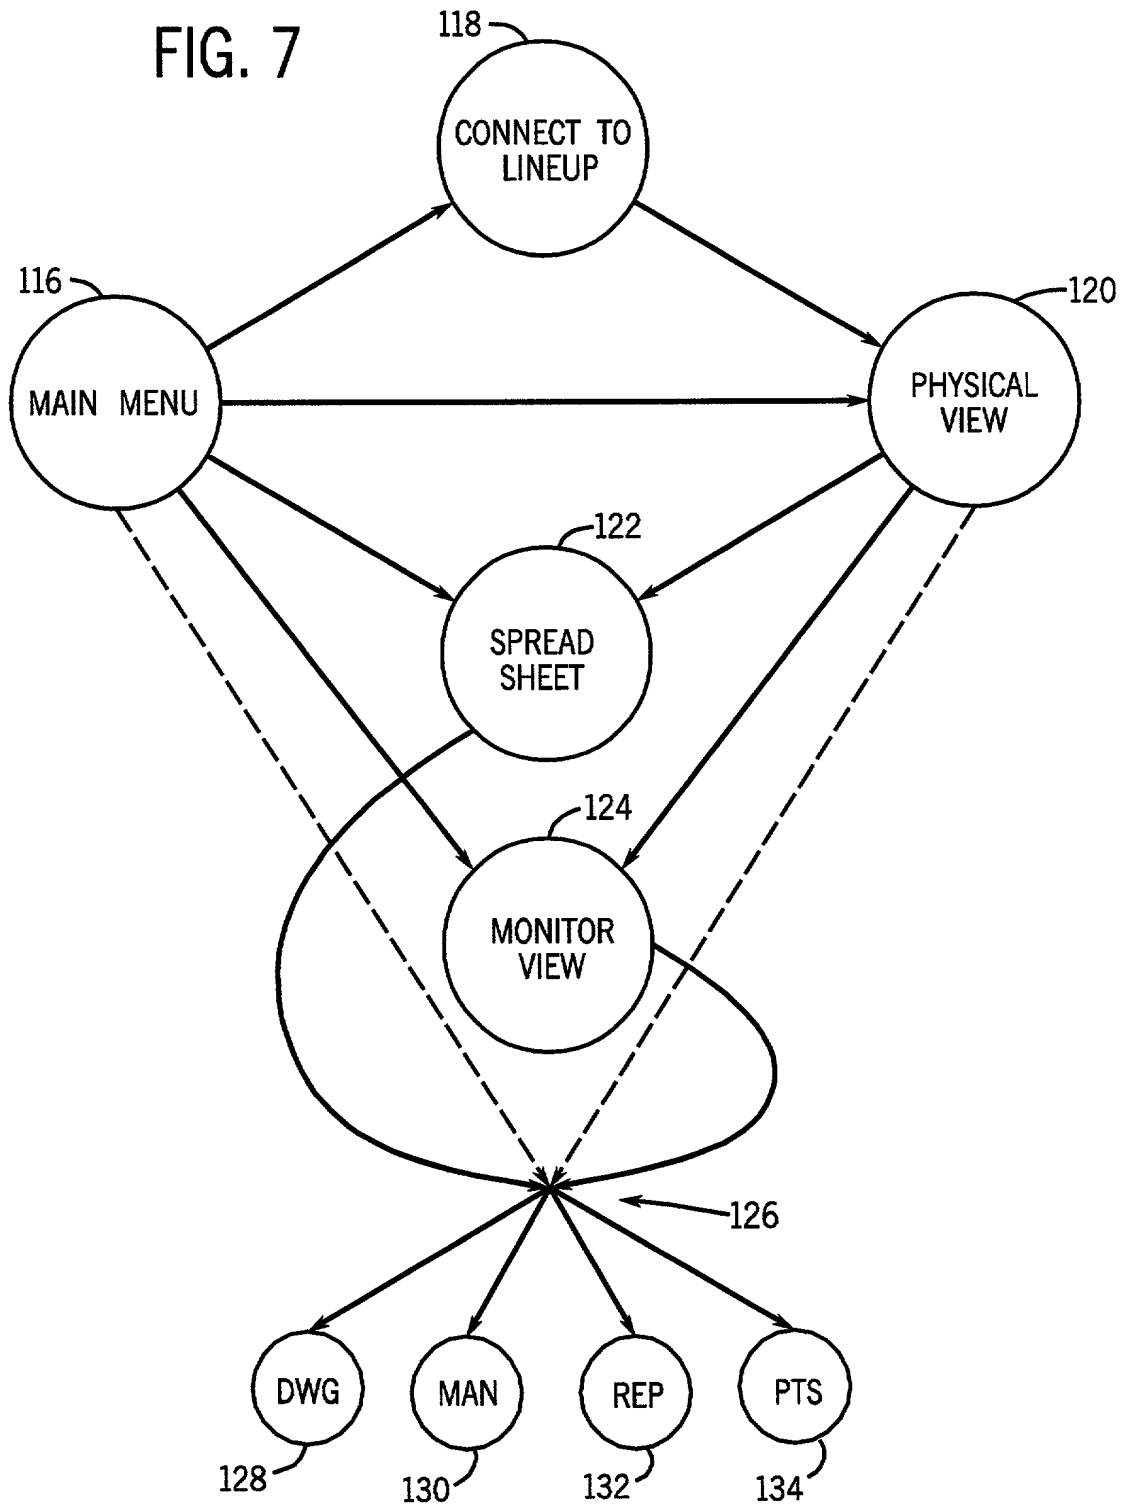 FIG. 7
118
CONNECT TO
LINEUP
116
MAIN MENU
120
PHYSICAL
VIEW
122
SPREAD
SHEET
124
MONITOR
VIEW
126
DWG
MAN
REP
PTS
128
130
132
134